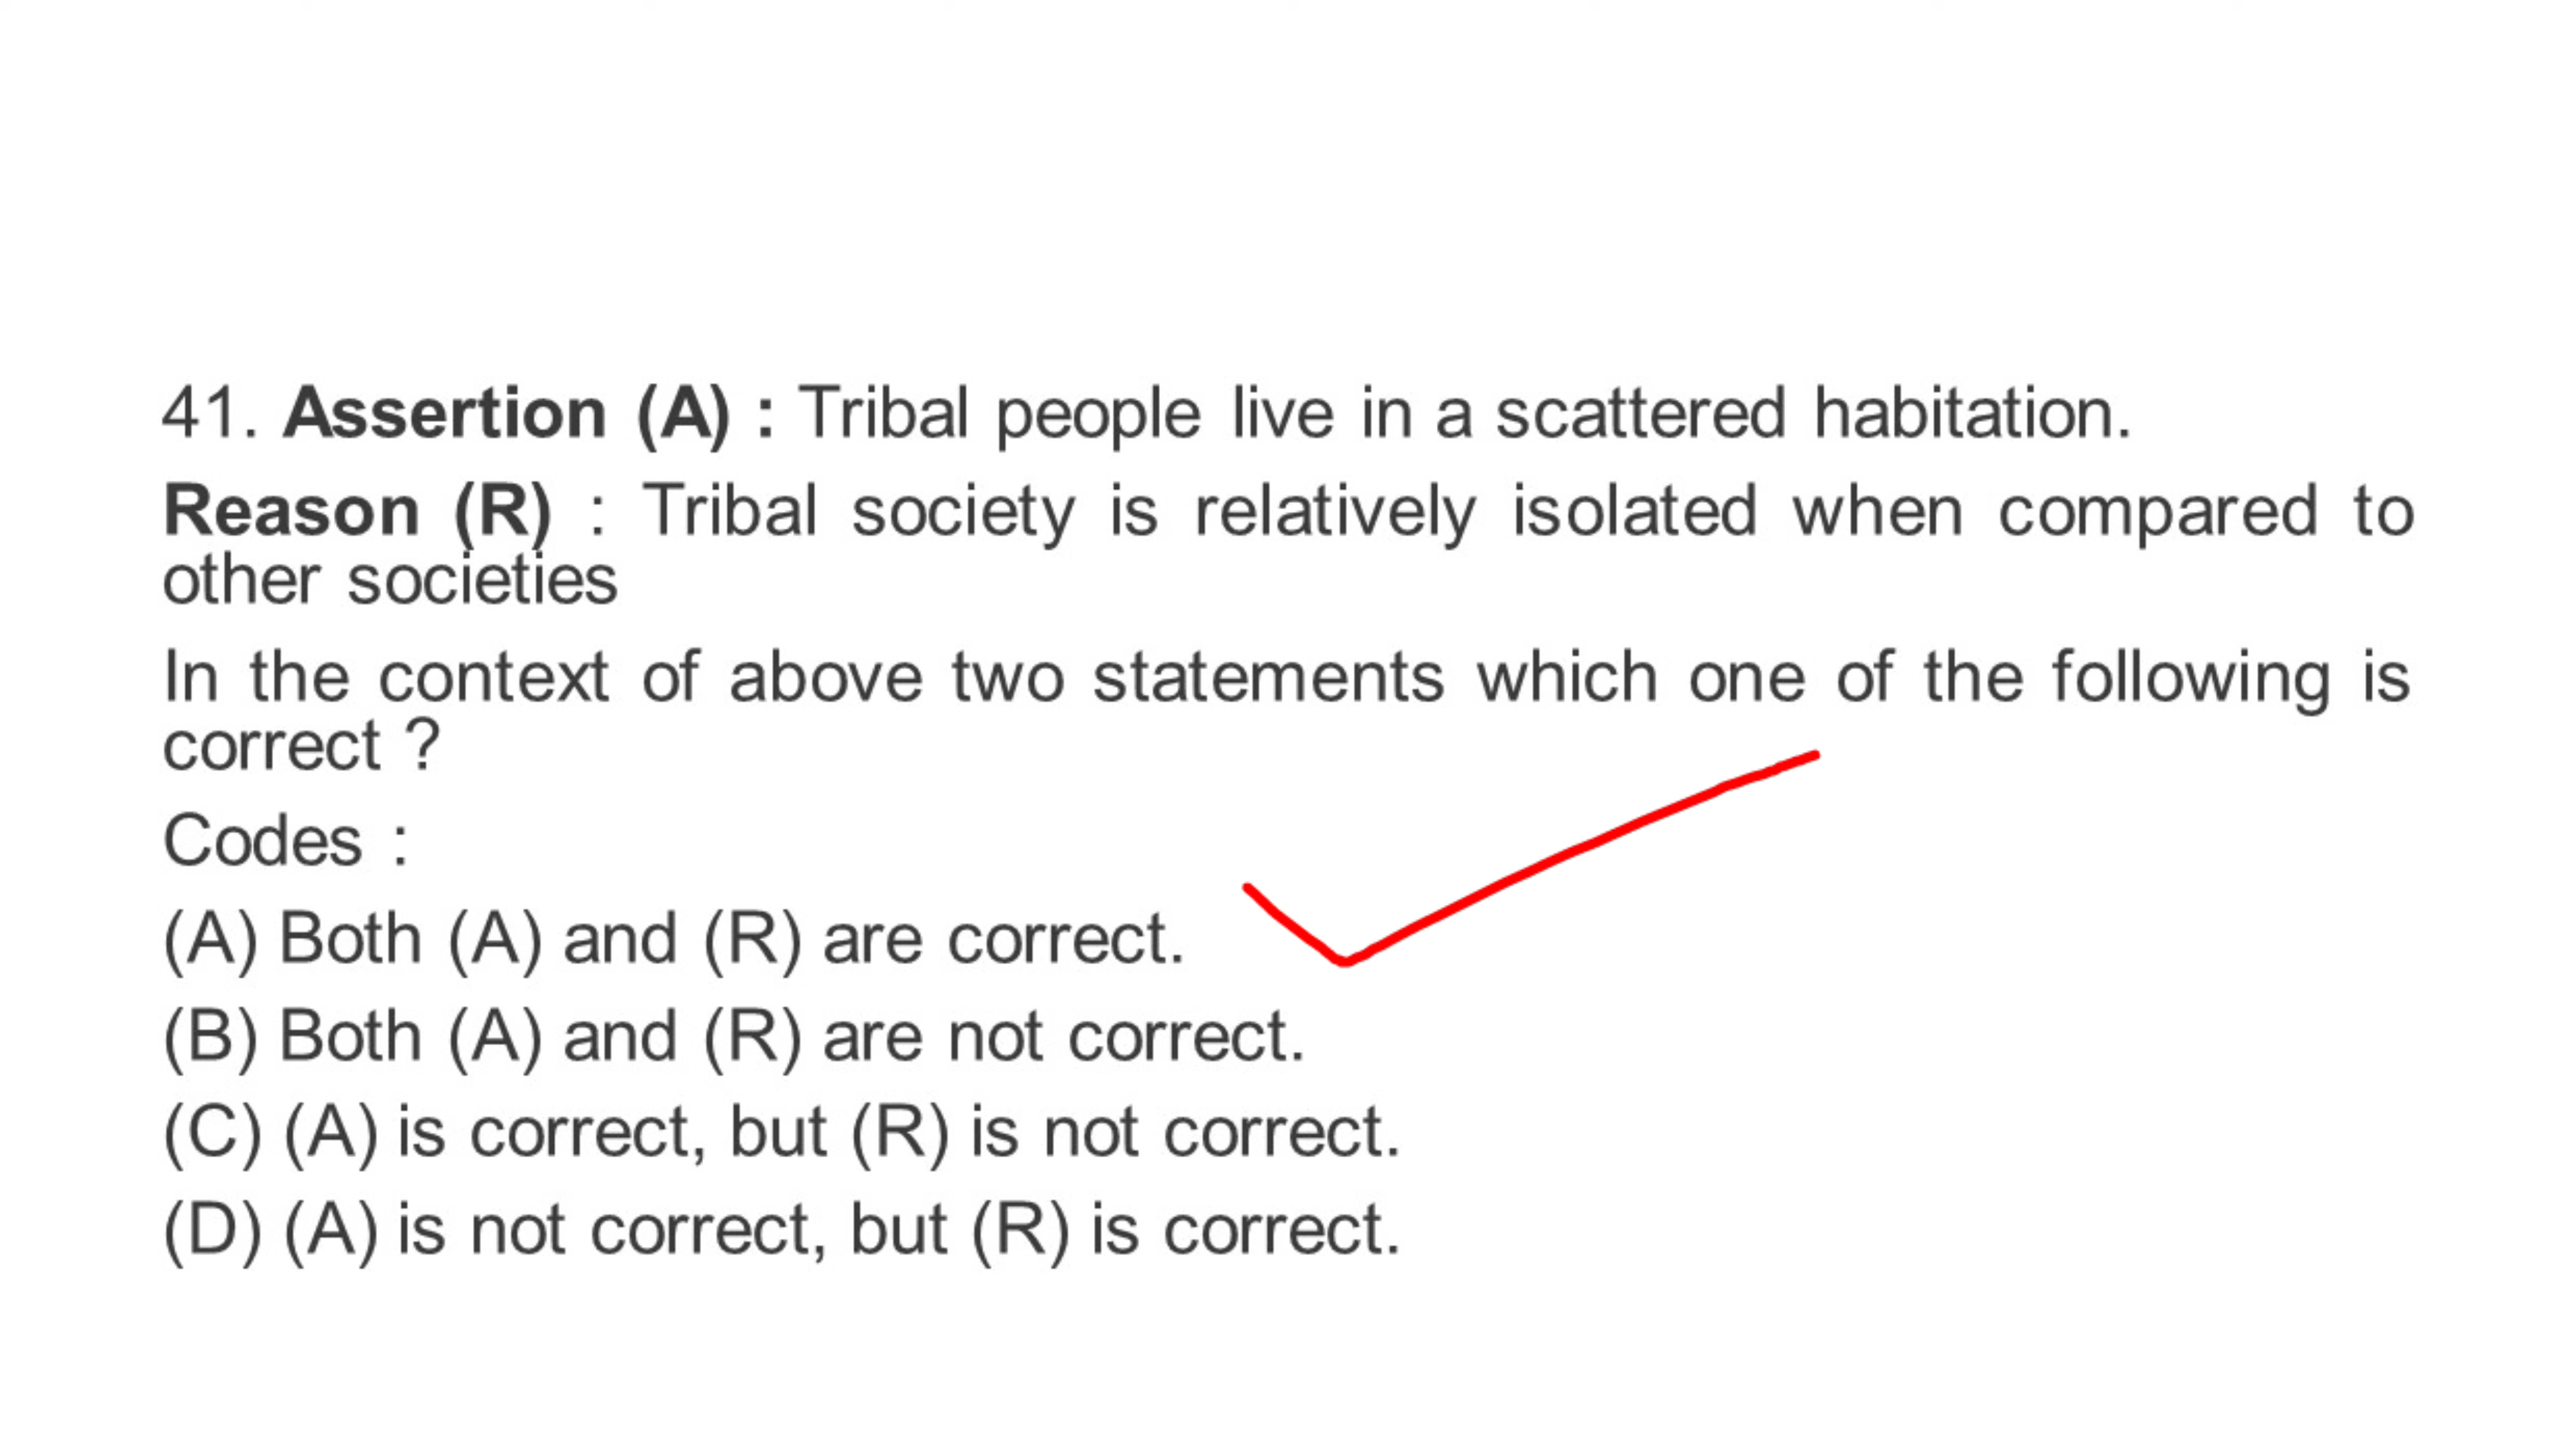 41. Assertion (A) : Tribal people live in a scattered habitation.
Reason (R) : Tribal society is relatively isolated when compared to
other societies
In the context of above two statements which one of the following is
correct ?
Codes :
(A) Both (A) and (R) are correct.
(B) Both (A) and (R) are not correct.
(C) (A) is correct, but (R) is not correct.
(D) (A) is not correct, but (R) is correct.